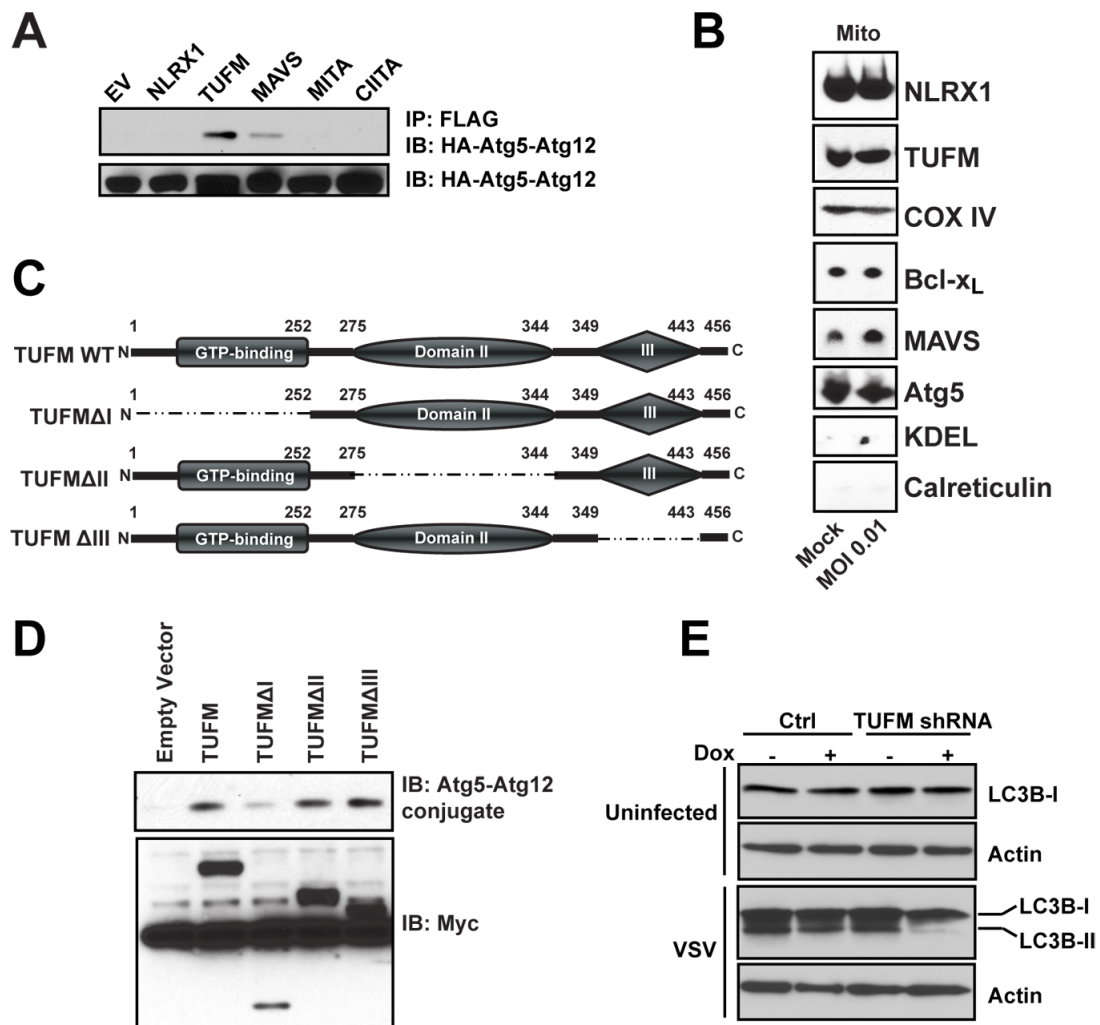 A
EV NLRX1 TUFM MAVS MITA CIITA
IP: FLAG
IB: HA-Atg5-Atg12
IB: HA-Atg5-Atg12
B
Mito
NLRX1
TUFM
COX IV
Bcl-xL
MAVS
Atg5
KDEL
Calreticulin
Mock MOI 0.01
C
1 252 275 344 349 443 456
TUFM WT N GTP-binding Domain II III C
1 275 344 349 443 456
TUFMΔI N Domain II III C
1 252 275 344 349 443 456
TUFMΔII N GTP-binding III C
1 252 275 344 349 443 456
TUFM ΔIII N GTP-binding Domain II C
D
Empty Vector TUFM TUFMΔI TUFMΔII TUFMΔIII
IB: Atg5-Atg12
conjugate
IB: Myc
E
Ctrl TUFM shRNA
Dox - + - +
Uninfected
LC3B-I
Actin
VSV
LC3B-I
LC3B-II
Actin